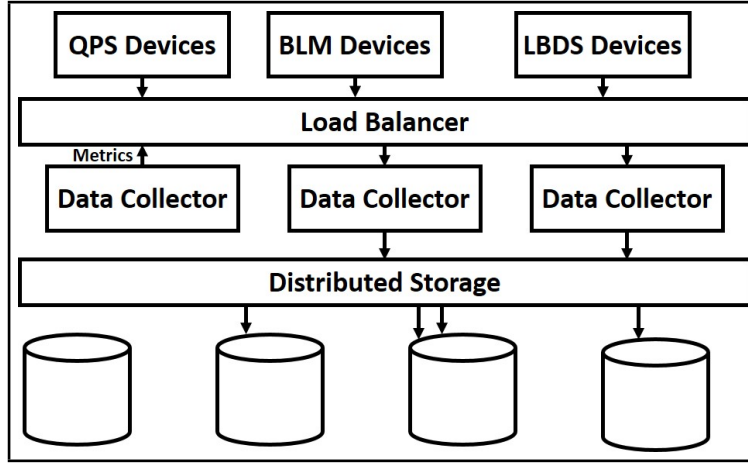 QPS Devices
BLM Devices
LBDS Devices
Load Balancer
Metrics
Data Collector
Data Collector
Data Collector
Distributed Storage